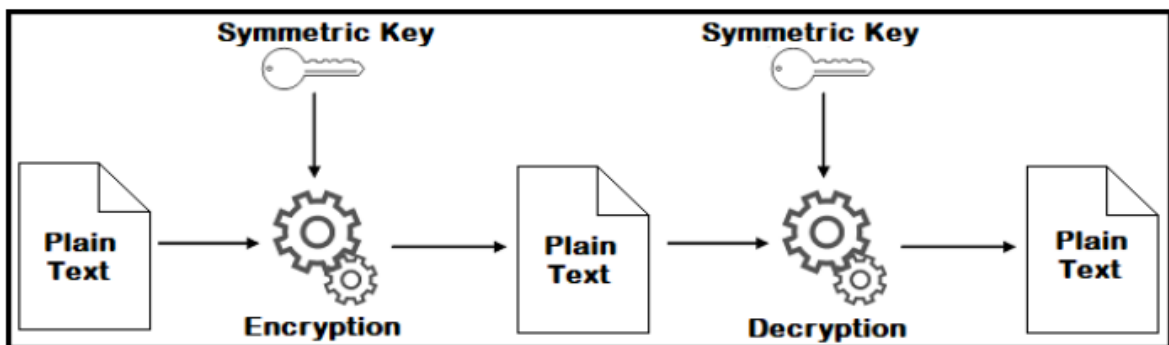 Symmetric Key
Symmetric Key
Plain
Text
Encryption
Plain
Text
Decryption
Plain
Text